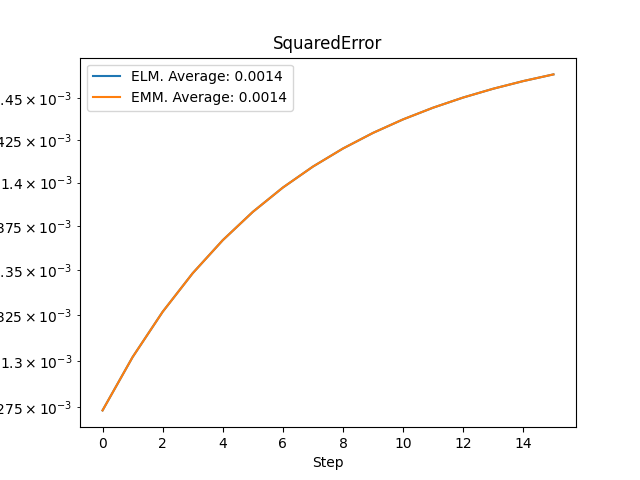 SquaredError
ELM. Average: 0.0014
EMM. Average: 0.0014
.45 × 10⁻³
425 × 10⁻³
1.4 × 10⁻³
375 × 10⁻³
.35 × 10⁻³
325 × 10⁻³
1.3 × 10⁻³
275 × 10⁻³
0 2 4 6 8 10 12 14
Step